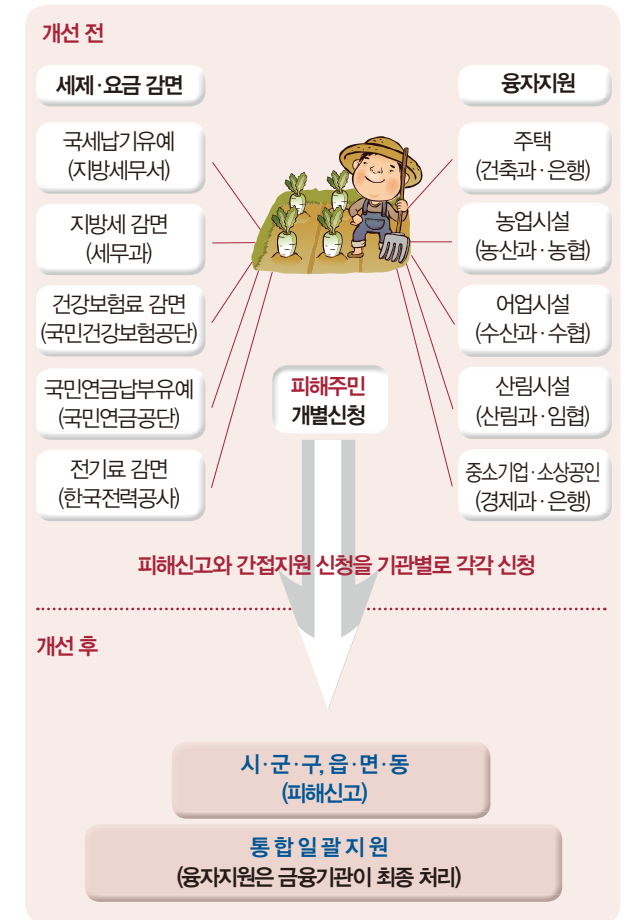 개선 전
세제·요금 감면
국세납기유예
(지방세무서)
지방세 감면
(세무과)
건강보험료 감면
(국민건강보험공단)
국민연금납부유예
(국민연금공단)
전기료 감면
(한국전력공사)
융자지원
주택
(건축과·은행)
농업시설
(농산과·농협)
어업시설
(수산과·수협)
산림시설
(산림과·임협)
중소기업·소상공인
(경제과·은행)
피해주민
개별신청
피해신고와 간접지원 신청을 기관별로 각각 신청
개선 후
시·군·구, 읍·면·동
(피해신고)
통합일괄지원
(융자지원은 금융기관이 최종 처리)